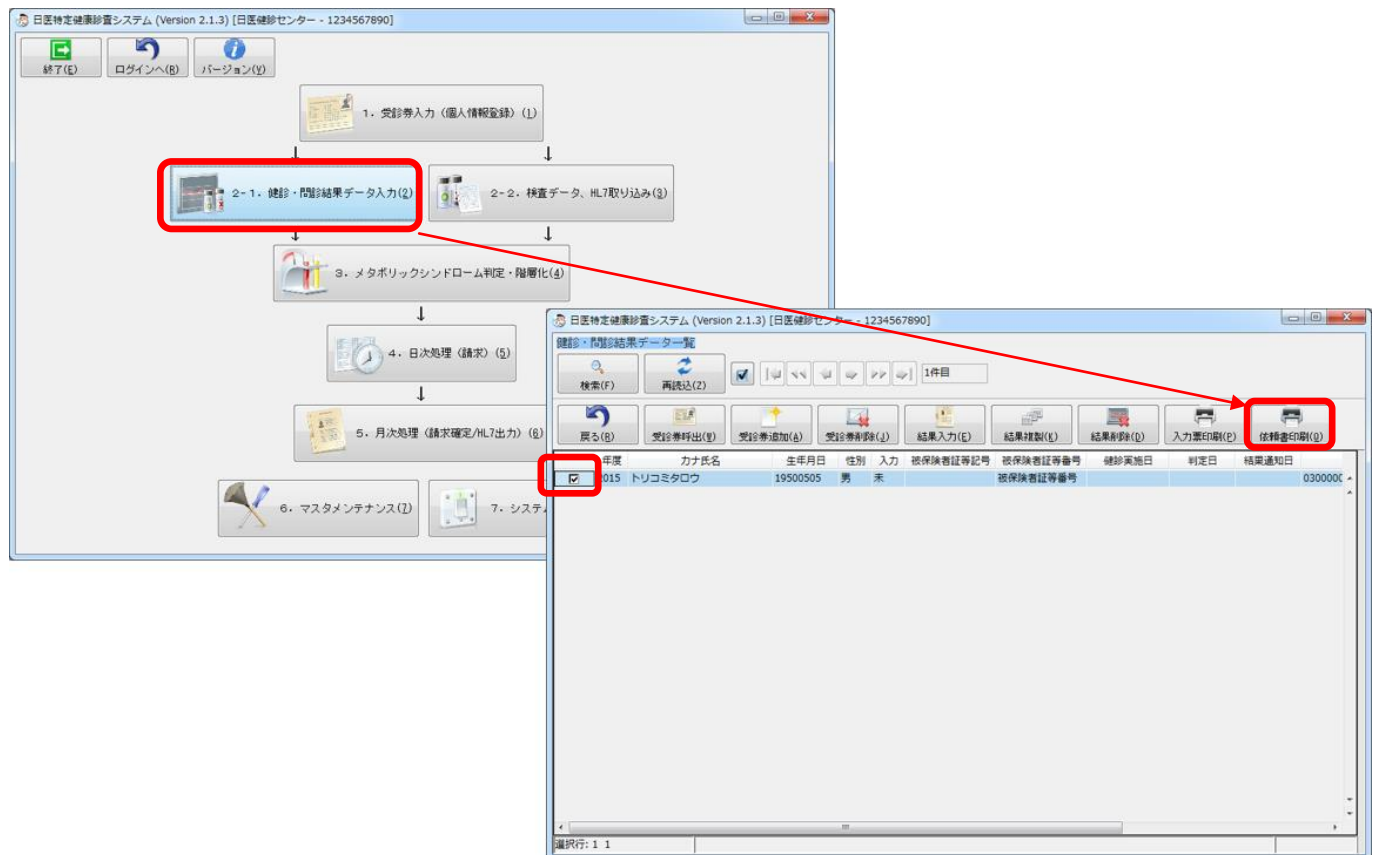 日医特定健康診査システム (Version 2.1.3) [日医健診センター - 1234567890]
終了(E) ログインへ(B) バージョン(V)
1. 受診券入力（個人情報登録）(1)
↓ ↓
2-1. 健診・問診結果データ入力(2) 2-2. 検査データ、HL7取り込み(3)
↓ ↓
3. メタボリックシンドローム判定・階層化(4)
↓
4. 日次処理（請求）(5)
↓
5. 月次処理（請求確定/HL7出力）(6)
6. マスタメンテナンス(7) 7. システ
日医特定健康診査システム (Version 2.1.3) [日医健診センター - 1234567890]
健診・問診結果データ一覧
検索(F) 再読込(Z) 1件目
戻る(B) 受診券呼出(V) 受診券追加(A) 受診券削除(J) 結果入力(E) 結果複製(K) 結果削除(D) 入力票印刷(P) 依頼書印刷(O)
年度 カナ氏名 生年月日 性別 入力 被保険者証等記号 被保険者証等番号 健診実施日 判定日 結果通知日
2015 トリコミタロウ 19500505 男 未 被保険者証等番号 030000
選択行: 1 1